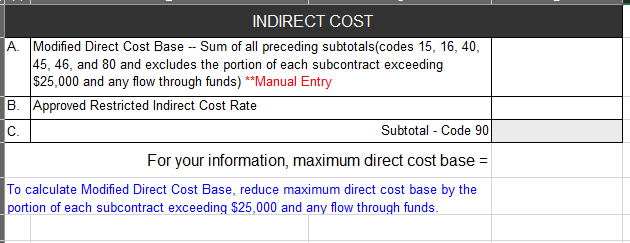 INDIRECT COST
A. Modified Direct Cost Base -- Sum of all preceding subtotals(codes 15, 16, 40,
45, 46, and 80 and excludes the portion of each subcontract exceeding
$25,000 and any flow through funds) **Manual Entry
B. Approved Restricted Indirect Cost Rate
C. Subtotal - Code 90
For your information, maximum direct cost base =
To calculate Modified Direct Cost Base, reduce maximum direct cost base by the
portion of each subcontract exceeding $25,000 and any flow through funds.